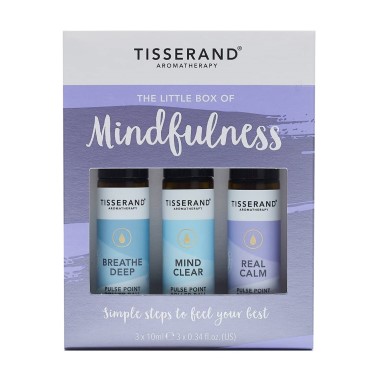 TISSERAND®
AROMATHERAPY
THE LITTLE BOX OF
Mindfulness
TISSERAND®
AROMATHERAPY
BREATHE
DEEP
PULSE POINT
TISSERAND®
AROMATHERAPY
MIND
CLEAR
PULSE POINT
TISSERAND®
AROMATHERAPY
REAL
CALM
PULSE POINT
Simple steps to feel your best
3 x 10ml ℮ 3 x 0.34 fl.oz. (US)